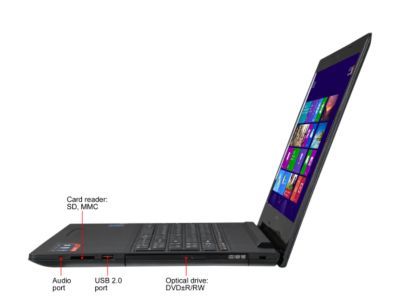 Card reader:
SD, MMC
Audio
port
USB 2.0
port
Optical drive:
DVD±R/RW